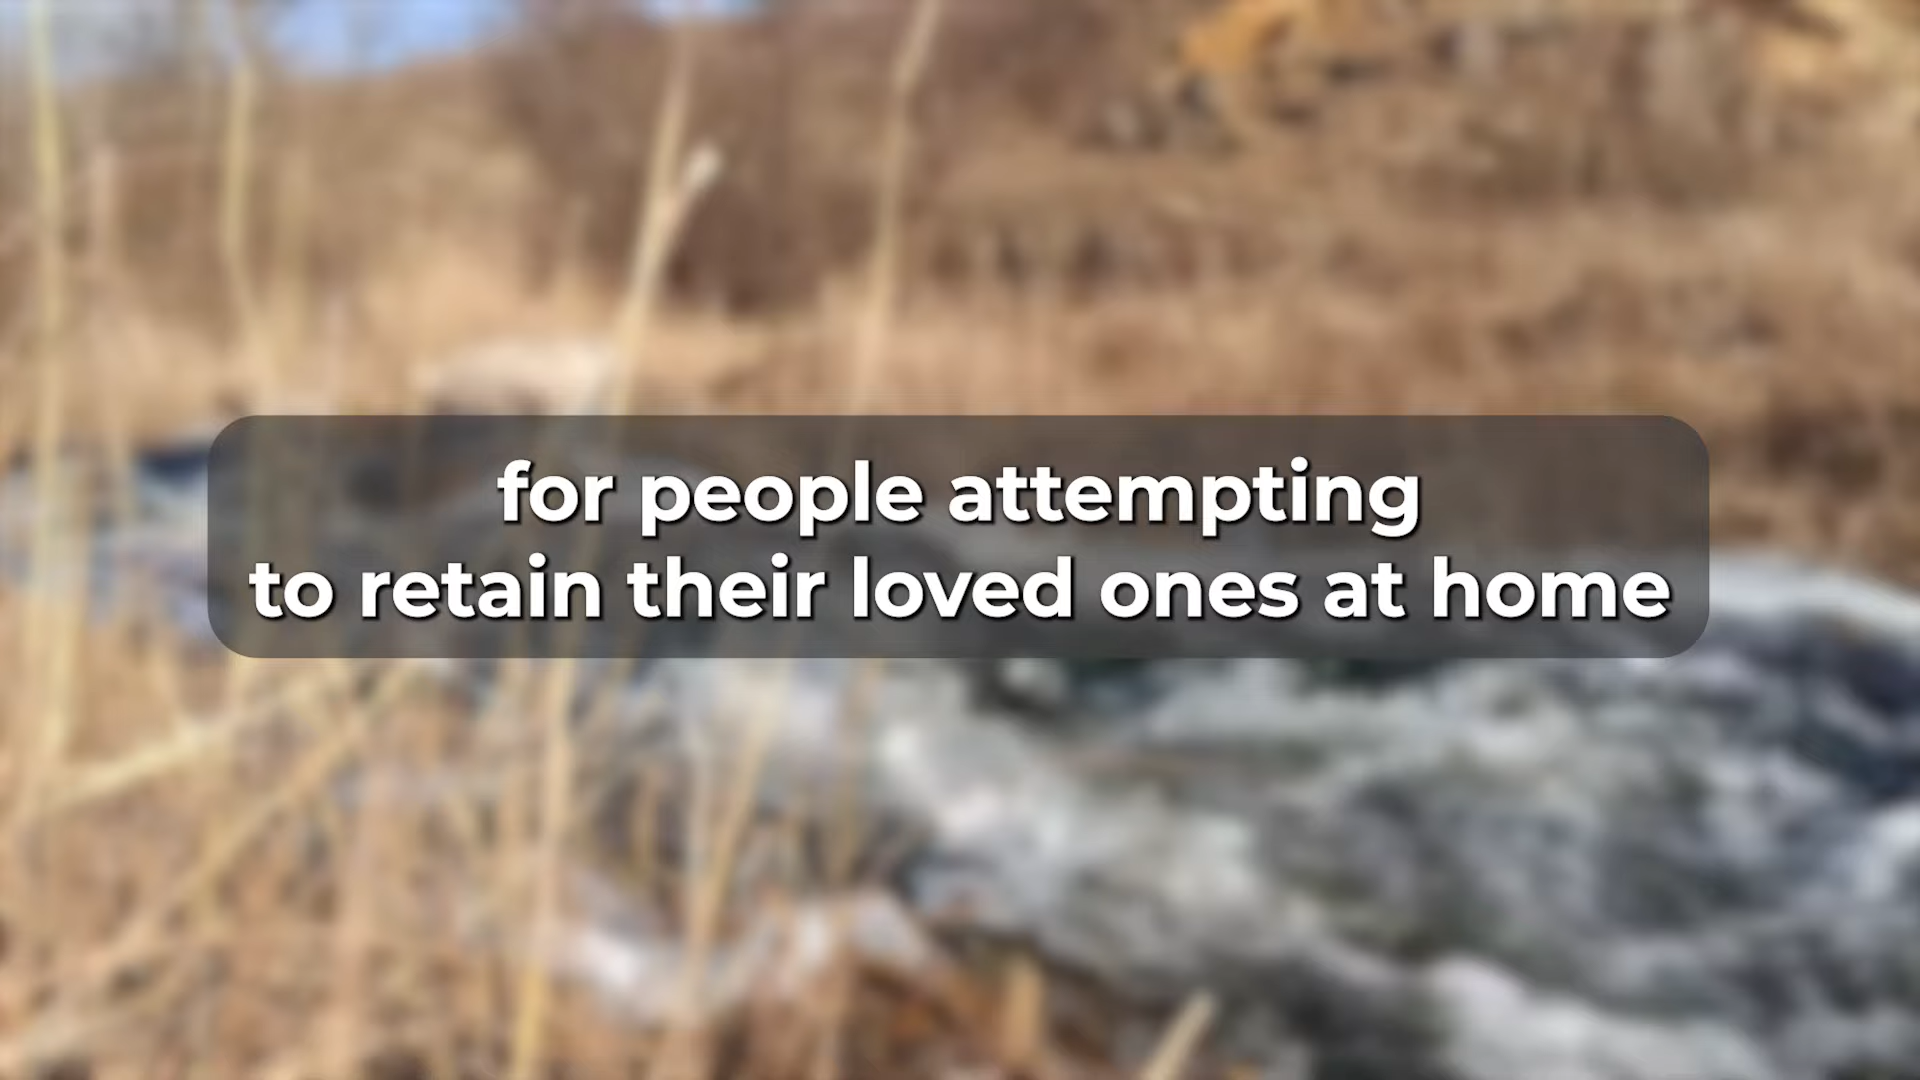 for people attempting
to retain their loved ones at home